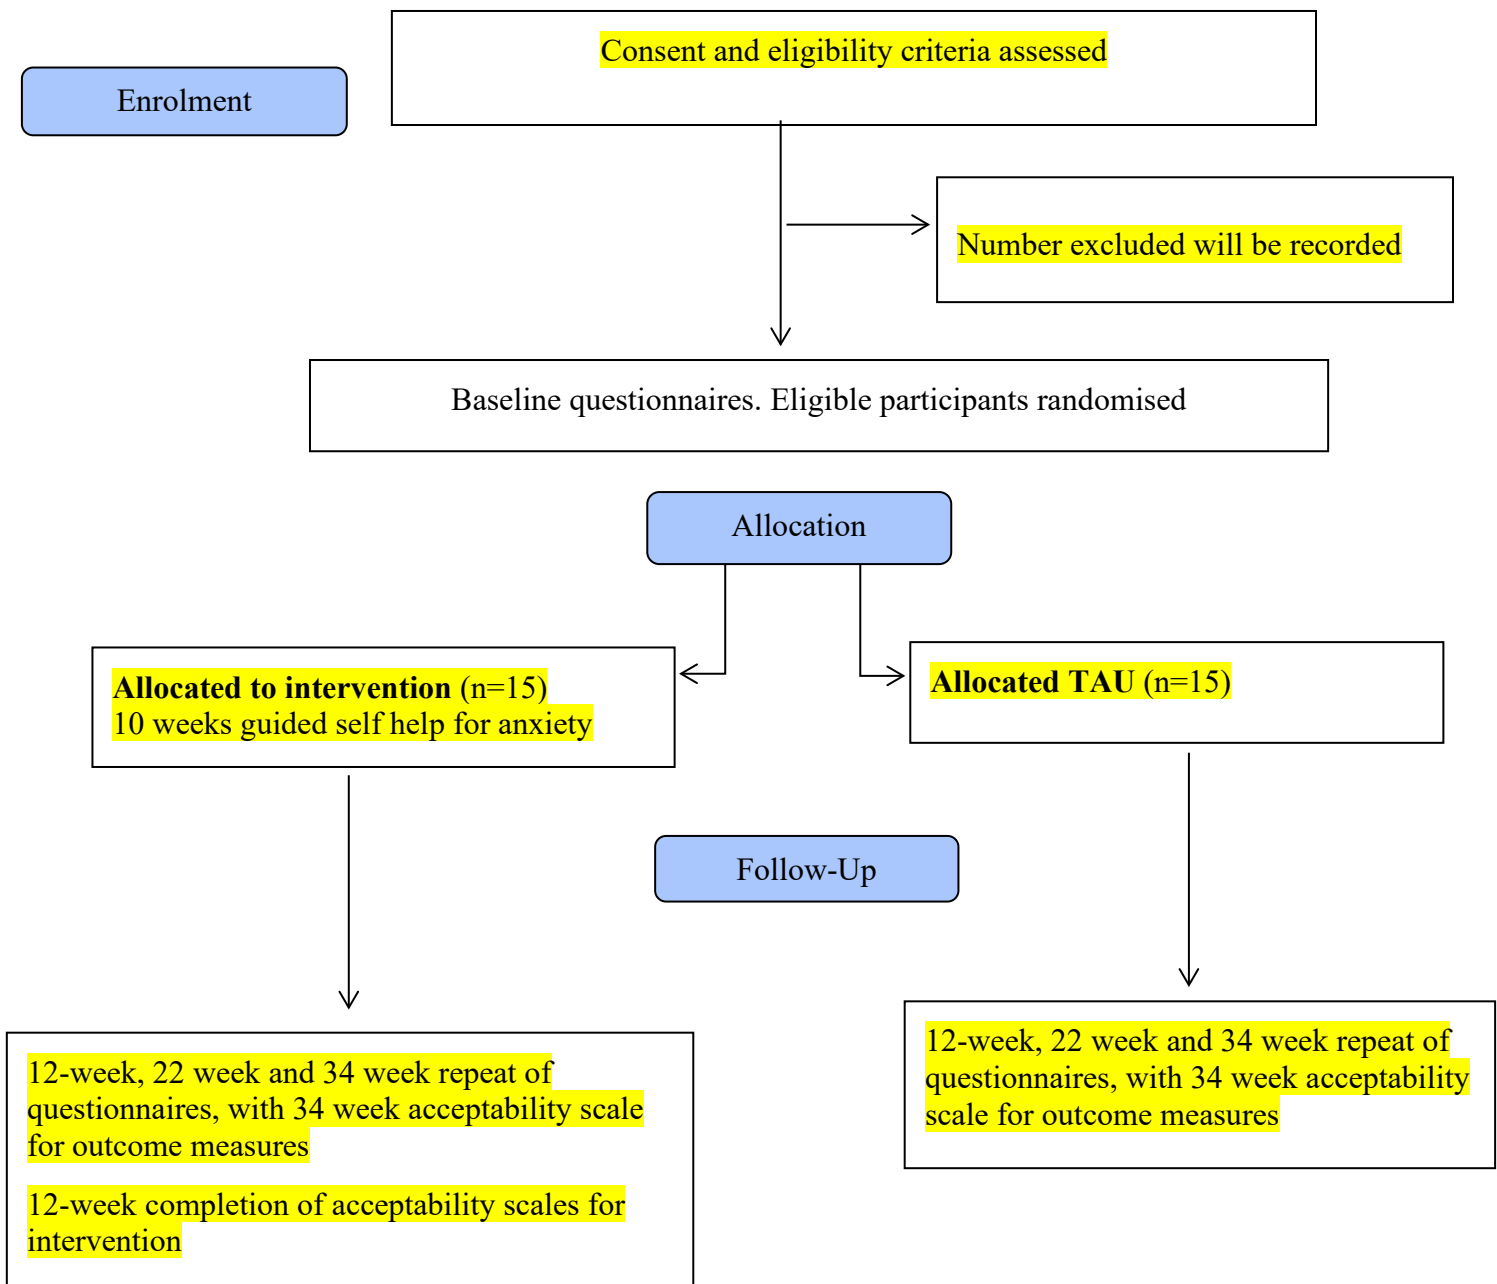 Consent and eligibility criteria assessed
Enrolment
Number excluded will be recorded
Baseline questionnaires. Eligible participants randomised
Allocation
Allocated to intervention (n=15)
10 weeks guided self help for anxiety
Allocated TAU (n=15)
Follow-Up
12-week, 22 week and 34 week repeat of
questionnaires, with 34 week acceptability scale
for outcome measures
12-week completion of acceptability scales for
intervention
12-week, 22 week and 34 week repeat of
questionnaires, with 34 week acceptability
scale for outcome measures